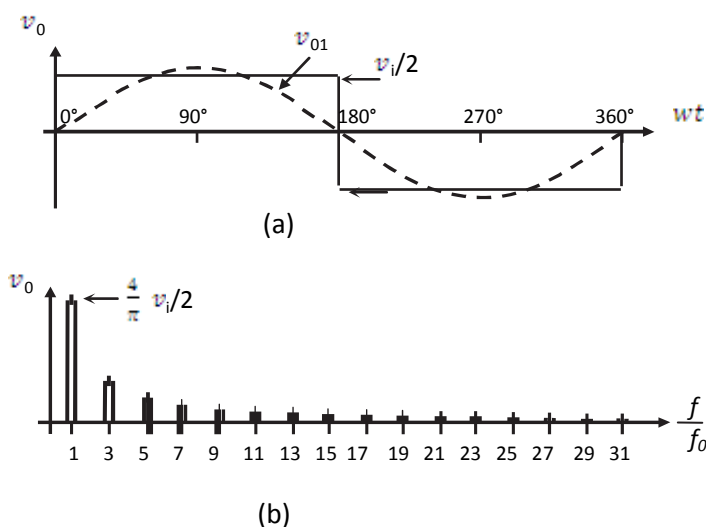 v₀
v₀₁
vᵢ/2
0° 90° 180° 270° 360° wt
(a)
v₀
4/π vᵢ/2
f/f₀
1 3 5 7 9 11 13 15 17 19 21 23 25 27 29 31
(b)